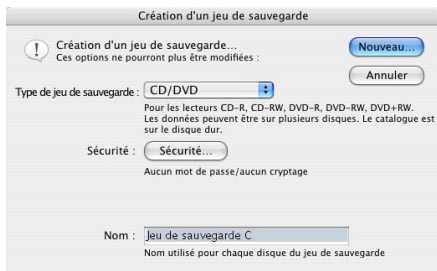 Création d'un jeu de sauvegarde
Création d'un jeu de sauvegarde...
Ces options ne pourront plus être modifiées :
Nouveau...
Annuler
Type de jeu de sauvegarde : CD/DVD
Pour les lecteurs CD-R, CD-RW, DVD-R, DVD-RW, DVD+RW.
Les données peuvent être sur plusieurs disques. Le catalogue est
sur le disque dur.
Sécurité : Sécurité...
Aucun mot de passe/aucun cryptage
Nom : Jeu de sauvegarde C
Nom utilisé pour chaque disque du jeu de sauvegarde